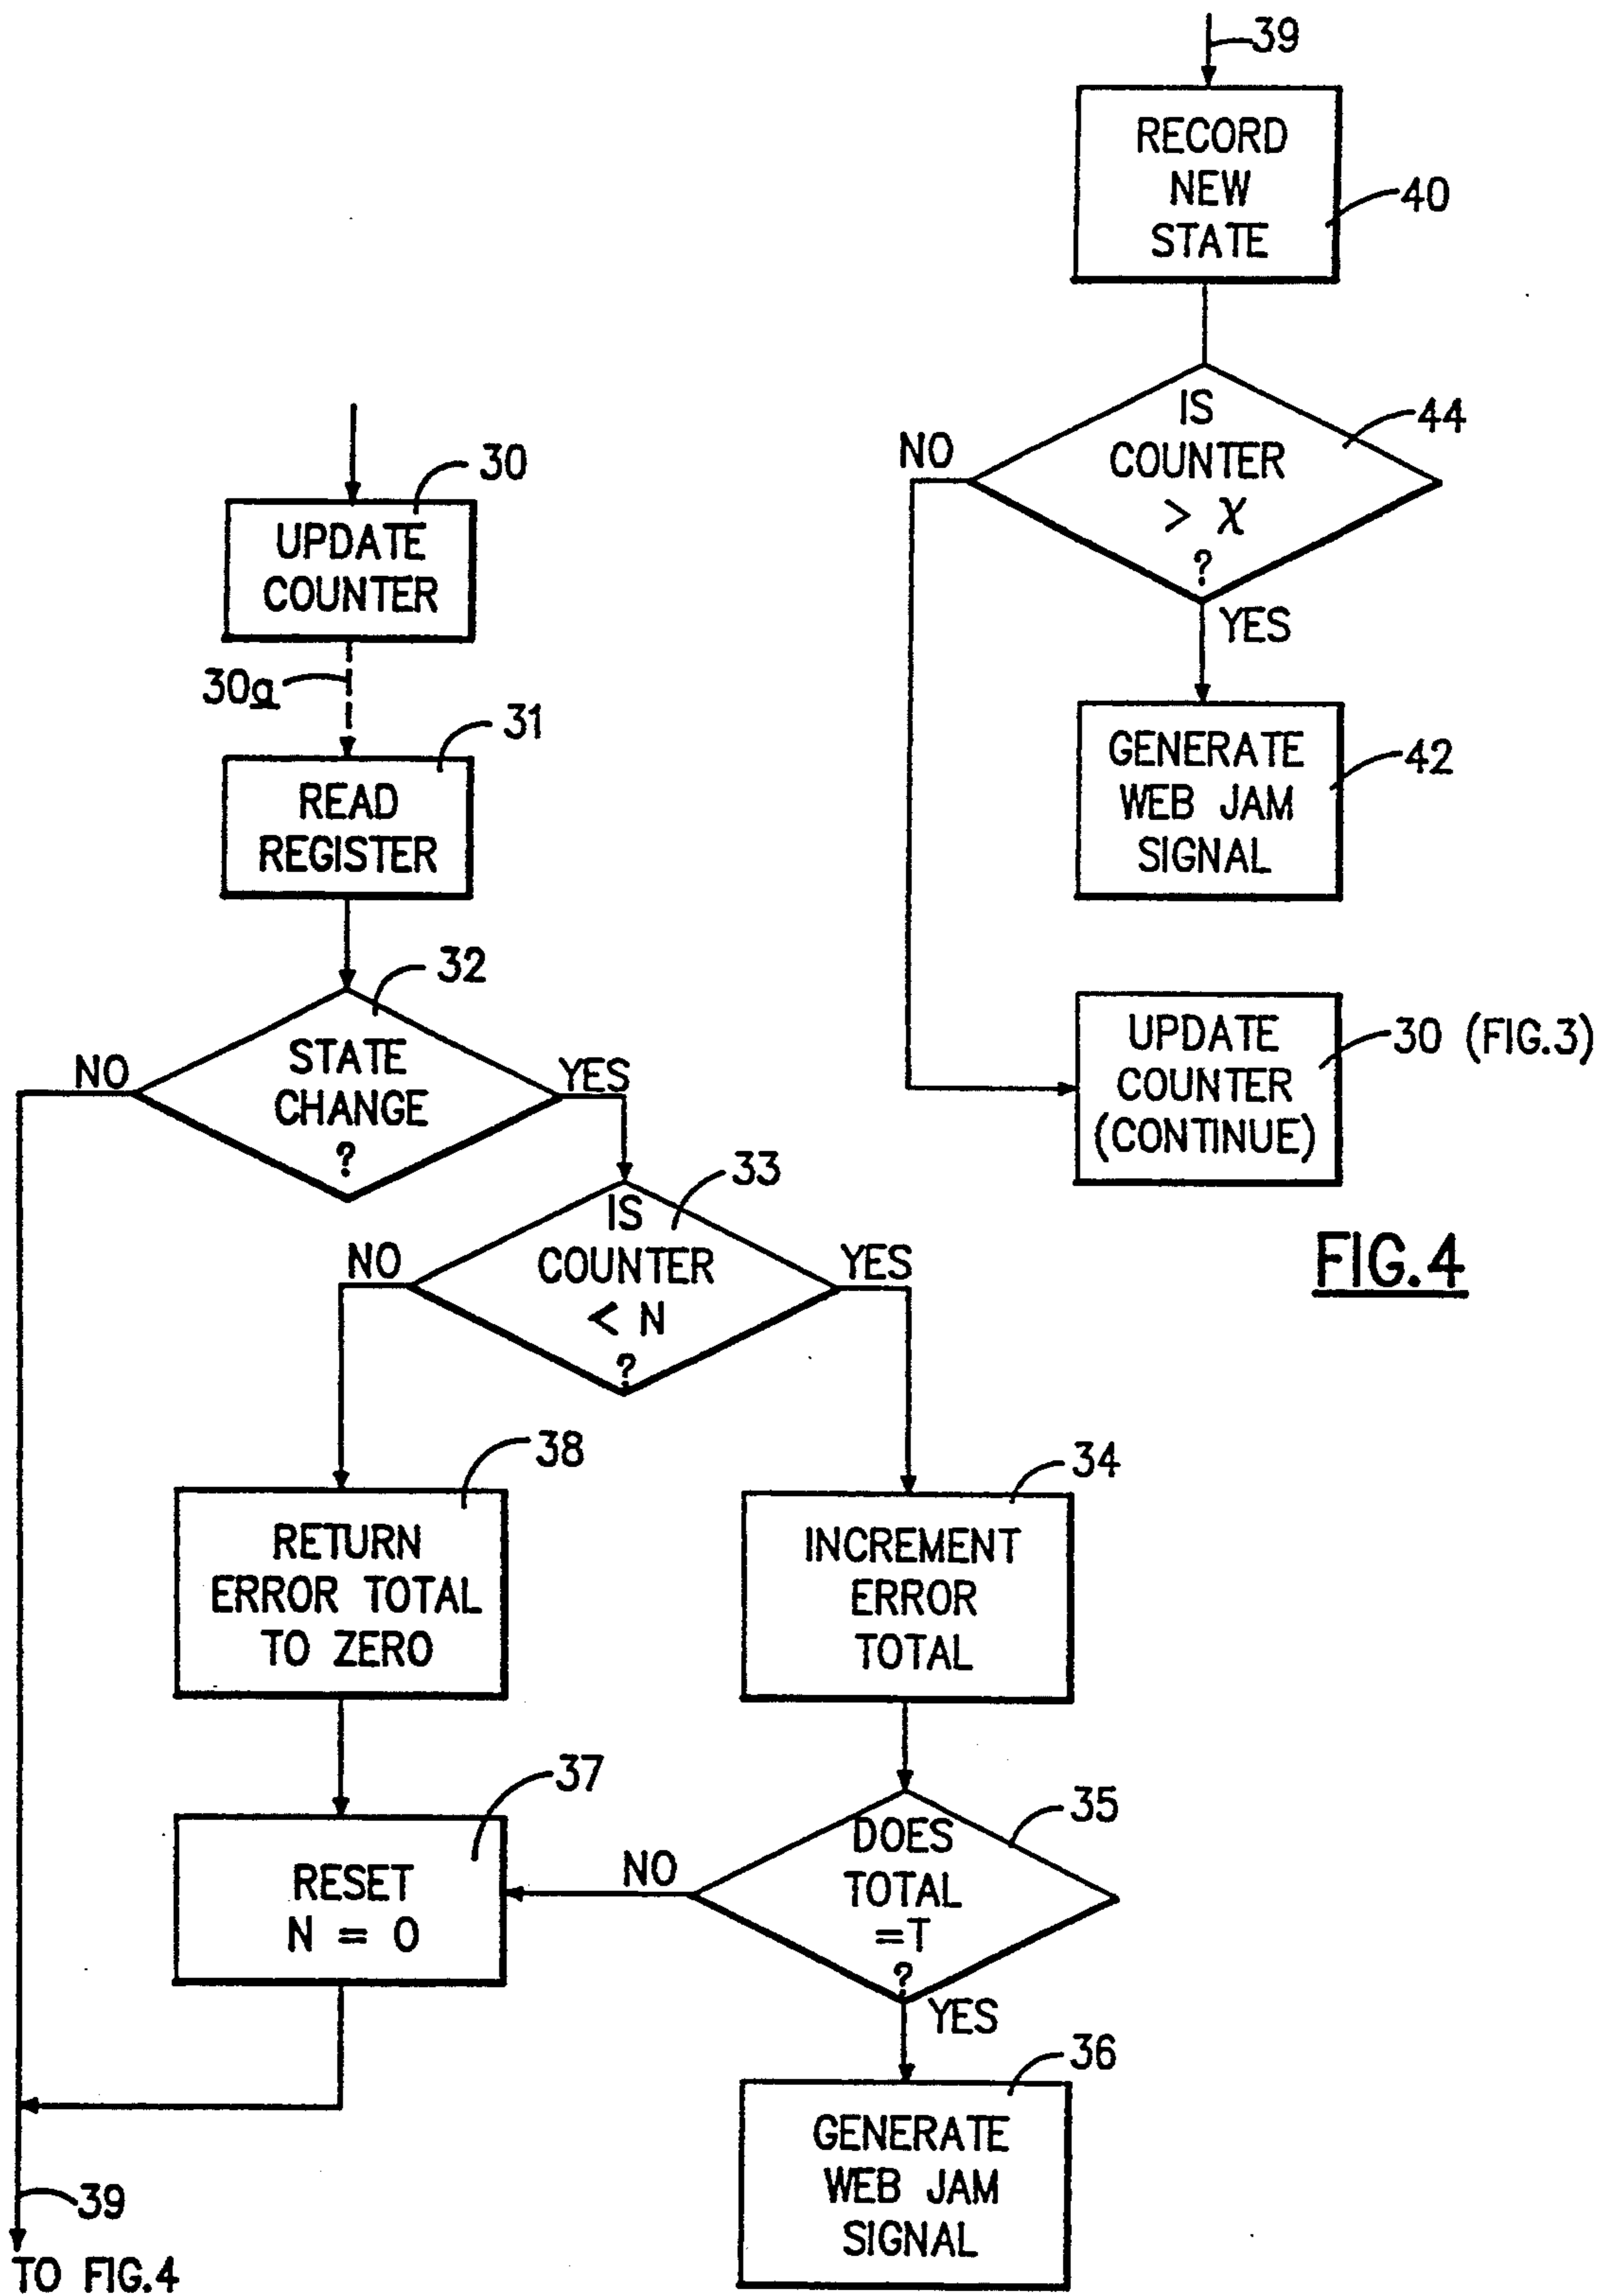 30
UPDATE
COUNTER
30a
31
READ
REGISTER
32
NO
STATE
CHANGE
?
YES
33
NO
IS
COUNTER
< N
?
YES
38
RETURN
ERROR TOTAL
TO ZERO
34
INCREMENT
ERROR
TOTAL
37
RESET
N = 0
NO
35
DOES
TOTAL
=T
?
YES
36
GENERATE
WEB JAM
SIGNAL
39
TO FIG.4
39
RECORD
NEW
STATE
40
NO
IS
COUNTER
> X
?
44
YES
GENERATE
WEB JAM
SIGNAL
42
UPDATE
COUNTER
(CONTINUE)
30 (FIG.3)
FIG.4